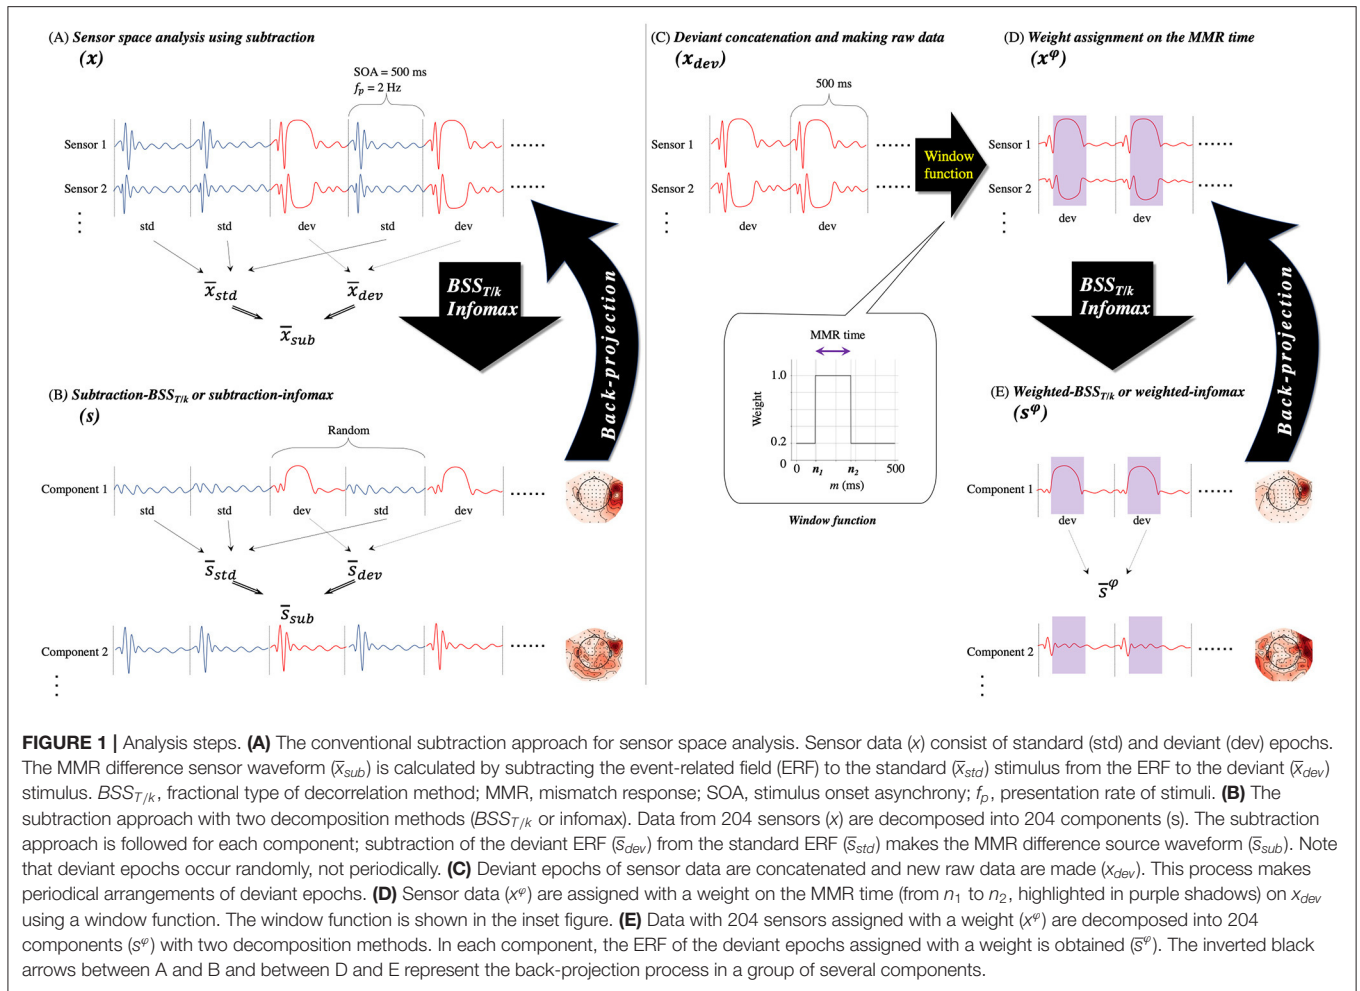 (A) Sensor space analysis using subtraction
(x)
SOA = 500 ms
fp = 2 Hz
Sensor 1
Sensor 2
⋮
......
......
std
std
dev
std
dev
x̅std
x̅dev
x̅sub
BSST/k
Infomax
Back-projection
(B) Subtraction-BSST/k or subtraction-infomax
(s)
Random
Component 1
......
std
std
dev
std
dev
s̅std
s̅dev
s̅sub
Component 2
......
⋮
(C) Deviant concatenation and making raw data
(xdev)
500 ms
Sensor 1
Sensor 2
⋮
......
......
dev
dev
Window
function
MMR time
Weight
1.0
0.2
0
n1
n2
500
m (ms)
Window function
(D) Weight assignment on the MMR time
(xφ)
Sensor 1
Sensor 2
⋮
......
......
dev
dev
BSST/k
Infomax
Back-projection
(E) Weighted-BSST/k or weighted-infomax
(sφ)
Component 1
......
dev
dev
s̅φ
Component 2
......
⋮
FIGURE 1 | Analysis steps. (A) The conventional subtraction approach for sensor space analysis. Sensor data (x) consist of standard (std) and deviant (dev) epochs.
The MMR difference sensor waveform (x̅sub) is calculated by subtracting the event-related field (ERF) to the standard (x̅std) stimulus from the ERF to the deviant (x̅dev)
stimulus. BSST/k, fractional type of decorrelation method; MMR, mismatch response; SOA, stimulus onset asynchrony; fp, presentation rate of stimuli. (B) The
subtraction approach with two decomposition methods (BSST/k or infomax). Data from 204 sensors (x) are decomposed into 204 components (s). The subtraction
approach is followed for each component; subtraction of the deviant ERF (s̅dev) from the standard ERF (s̅std) makes the MMR difference source waveform (s̅sub). Note
that deviant epochs occur randomly, not periodically. (C) Deviant epochs of sensor data are concatenated and new raw data are made (xdev). This process makes
periodical arrangements of deviant epochs. (D) Sensor data (xφ) are assigned with a weight on the MMR time (from n1 to n2, highlighted in purple shadows) on xdev
using a window function. The window function is shown in the inset figure. (E) Data with 204 sensors assigned with a weight (xφ) are decomposed into 204
components (sφ) with two decomposition methods. In each component, the ERF of the deviant epochs assigned with a weight is obtained (s̅φ). The inverted black
arrows between A and B and between D and E represent the back-projection process in a group of several components.